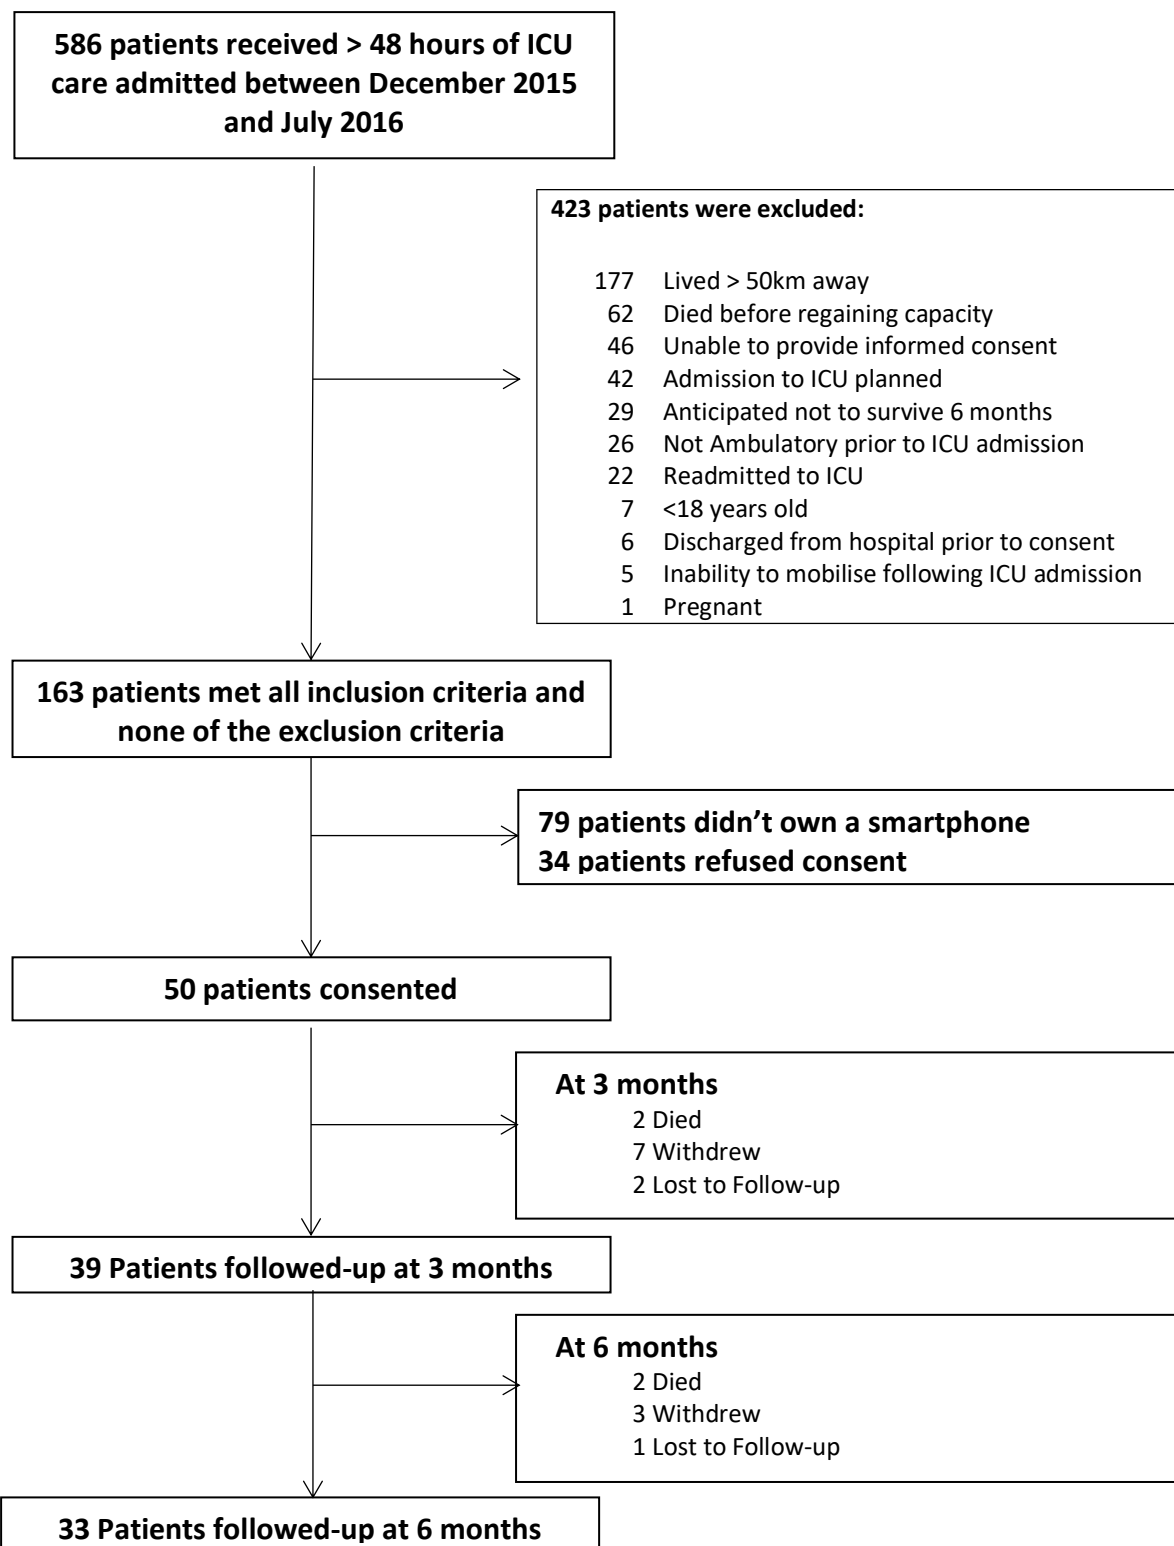 586 patients received > 48 hours of ICU
care admitted between December 2015
and July 2016
423 patients were excluded:
177 Lived > 50km away
62 Died before regaining capacity
46 Unable to provide informed consent
42 Admission to ICU planned
29 Anticipated not to survive 6 months
26 Not Ambulatory prior to ICU admission
22 Readmitted to ICU
7 <18 years old
6 Discharged from hospital prior to consent
5 Inability to mobilise following ICU admission
1 Pregnant
163 patients met all inclusion criteria and
none of the exclusion criteria
79 patients didn’t own a smartphone
34 patients refused consent
50 patients consented
At 3 months
2 Died
7 Withdrew
2 Lost to Follow-up
39 Patients followed-up at 3 months
At 6 months
2 Died
3 Withdrew
1 Lost to Follow-up
33 Patients followed-up at 6 months